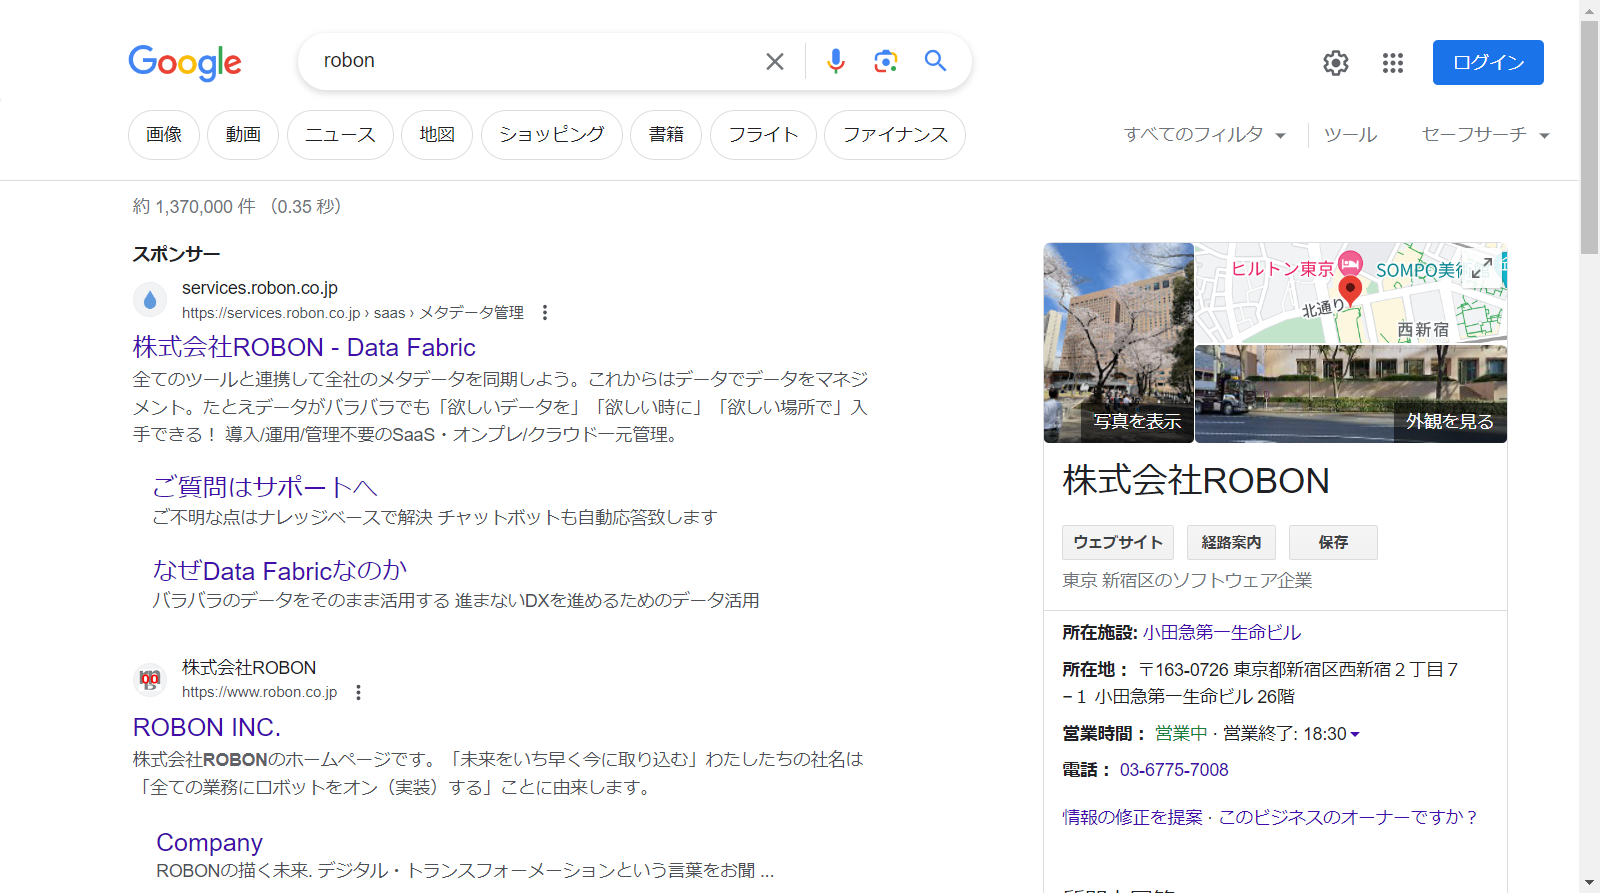 Google
robon
ログイン
画像
動画
ニュース
地図
ショッピング
書籍
フライト
ファイナンス
すべてのフィルタ
ツール
セーフサーチ
約 1,370,000 件 （0.35 秒）
スポンサー
services.robon.co.jp
https://services.robon.co.jp › saas › メタデータ管理
株式会社ROBON - Data Fabric
全てのツールと連携して全社のメタデータを同期しよう。これからはデータでデータをマネジ
メント。たとえデータがバラバラでも「欲しいデータを」「欲しい時に」「欲しい場所で」入
手できる！ 導入/運用/管理不要のSaaS・オンプレ/クラウド一元管理。
ご質問はサポートへ
ご不明な点はナレッジベースで解決 チャットボットも自動応答致します
なぜData Fabricなのか
バラバラのデータをそのまま活用する 進まないDXを進めるためのデータ活用
株式会社ROBON
https://www.robon.co.jp
ROBON INC.
株式会社ROBONのホームページです。「未来をいち早く今に取り込む」わたしたちの社名は
「全ての業務にロボットをオン（実装）する」ことに由来します。
Company
ROBONの描く未来. デジタル・トランスフォーメーションという言葉をお聞 ...
ヒルトン東京
SOMPO美術
北通り
西新宿
写真を表示
外観を見る
株式会社ROBON
ウェブサイト
経路案内
保存
東京 新宿区のソフトウェア企業
所在施設: 小田急第一生命ビル
所在地： 〒163-0726 東京都新宿区西新宿２丁目７
−１ 小田急第一生命ビル 26階
営業時間： 営業中 · 営業終了: 18:30
電話： 03-6775-7008
情報の修正を提案 · このビジネスのオーナーですか？